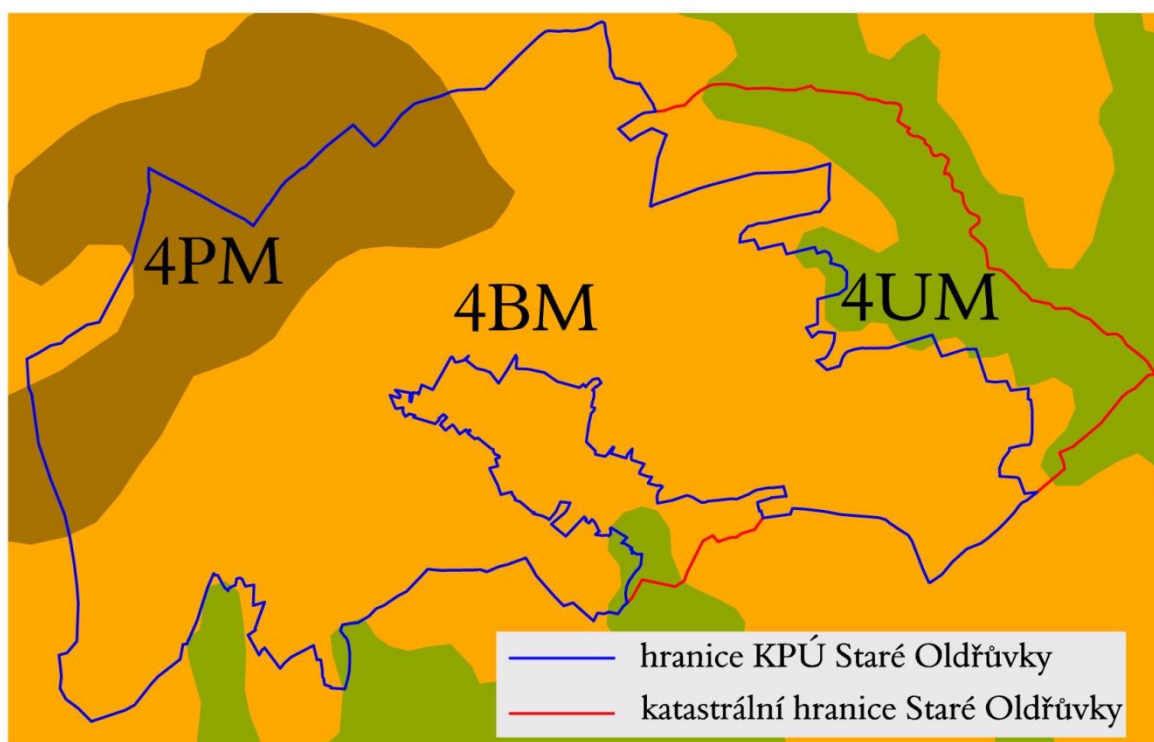 4PM
4BM
4UM
hranice KPÚ Staré Oldřůvky
katastrální hranice Staré Oldřůvky